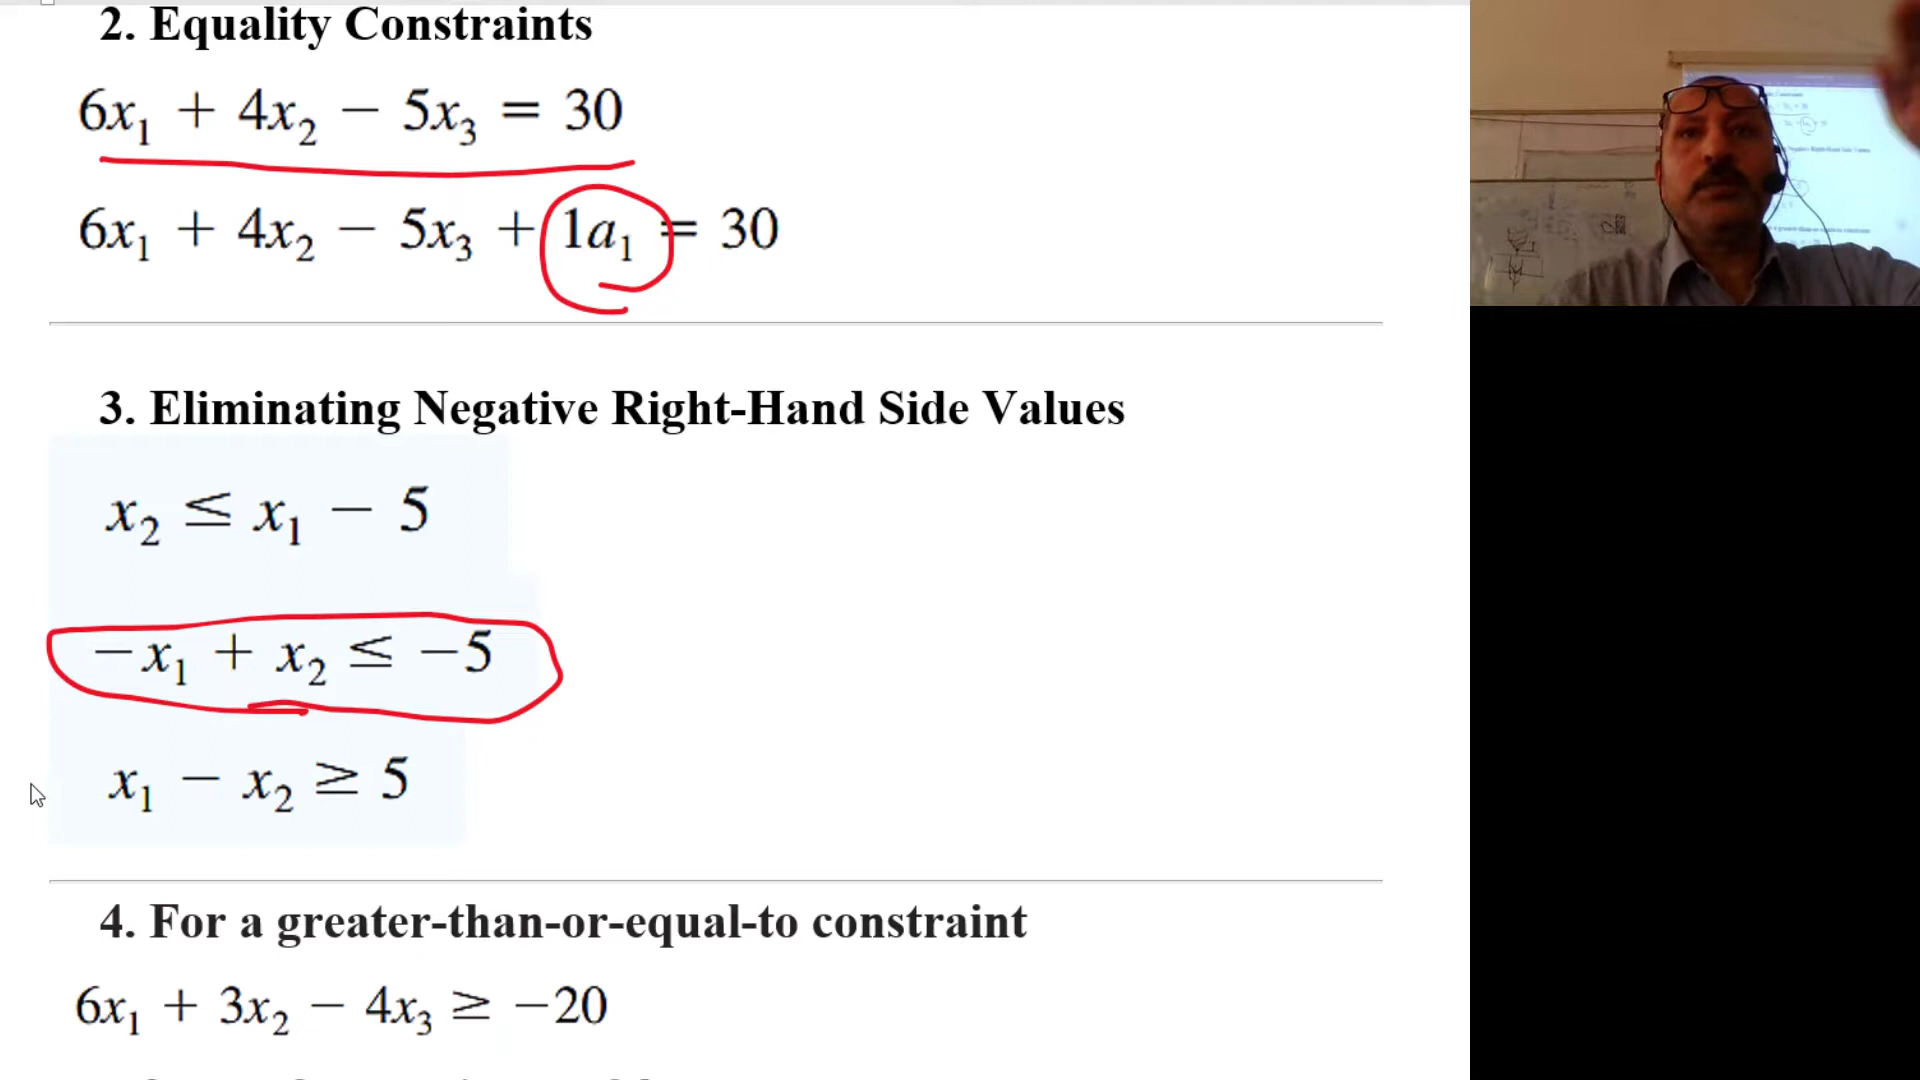 2. Equality Constraints
6x₁ + 4x₂ − 5x₃ = 30
6x₁ + 4x₂ − 5x₃ + 1a₁ = 30
3. Eliminating Negative Right-Hand Side Values
x₂ ≤ x₁ − 5
−x₁ + x₂ ≤ −5
x₁ − x₂ ≥ 5
4. For a greater-than-or-equal-to constraint
6x₁ + 3x₂ − 4x₃ ≥ −20